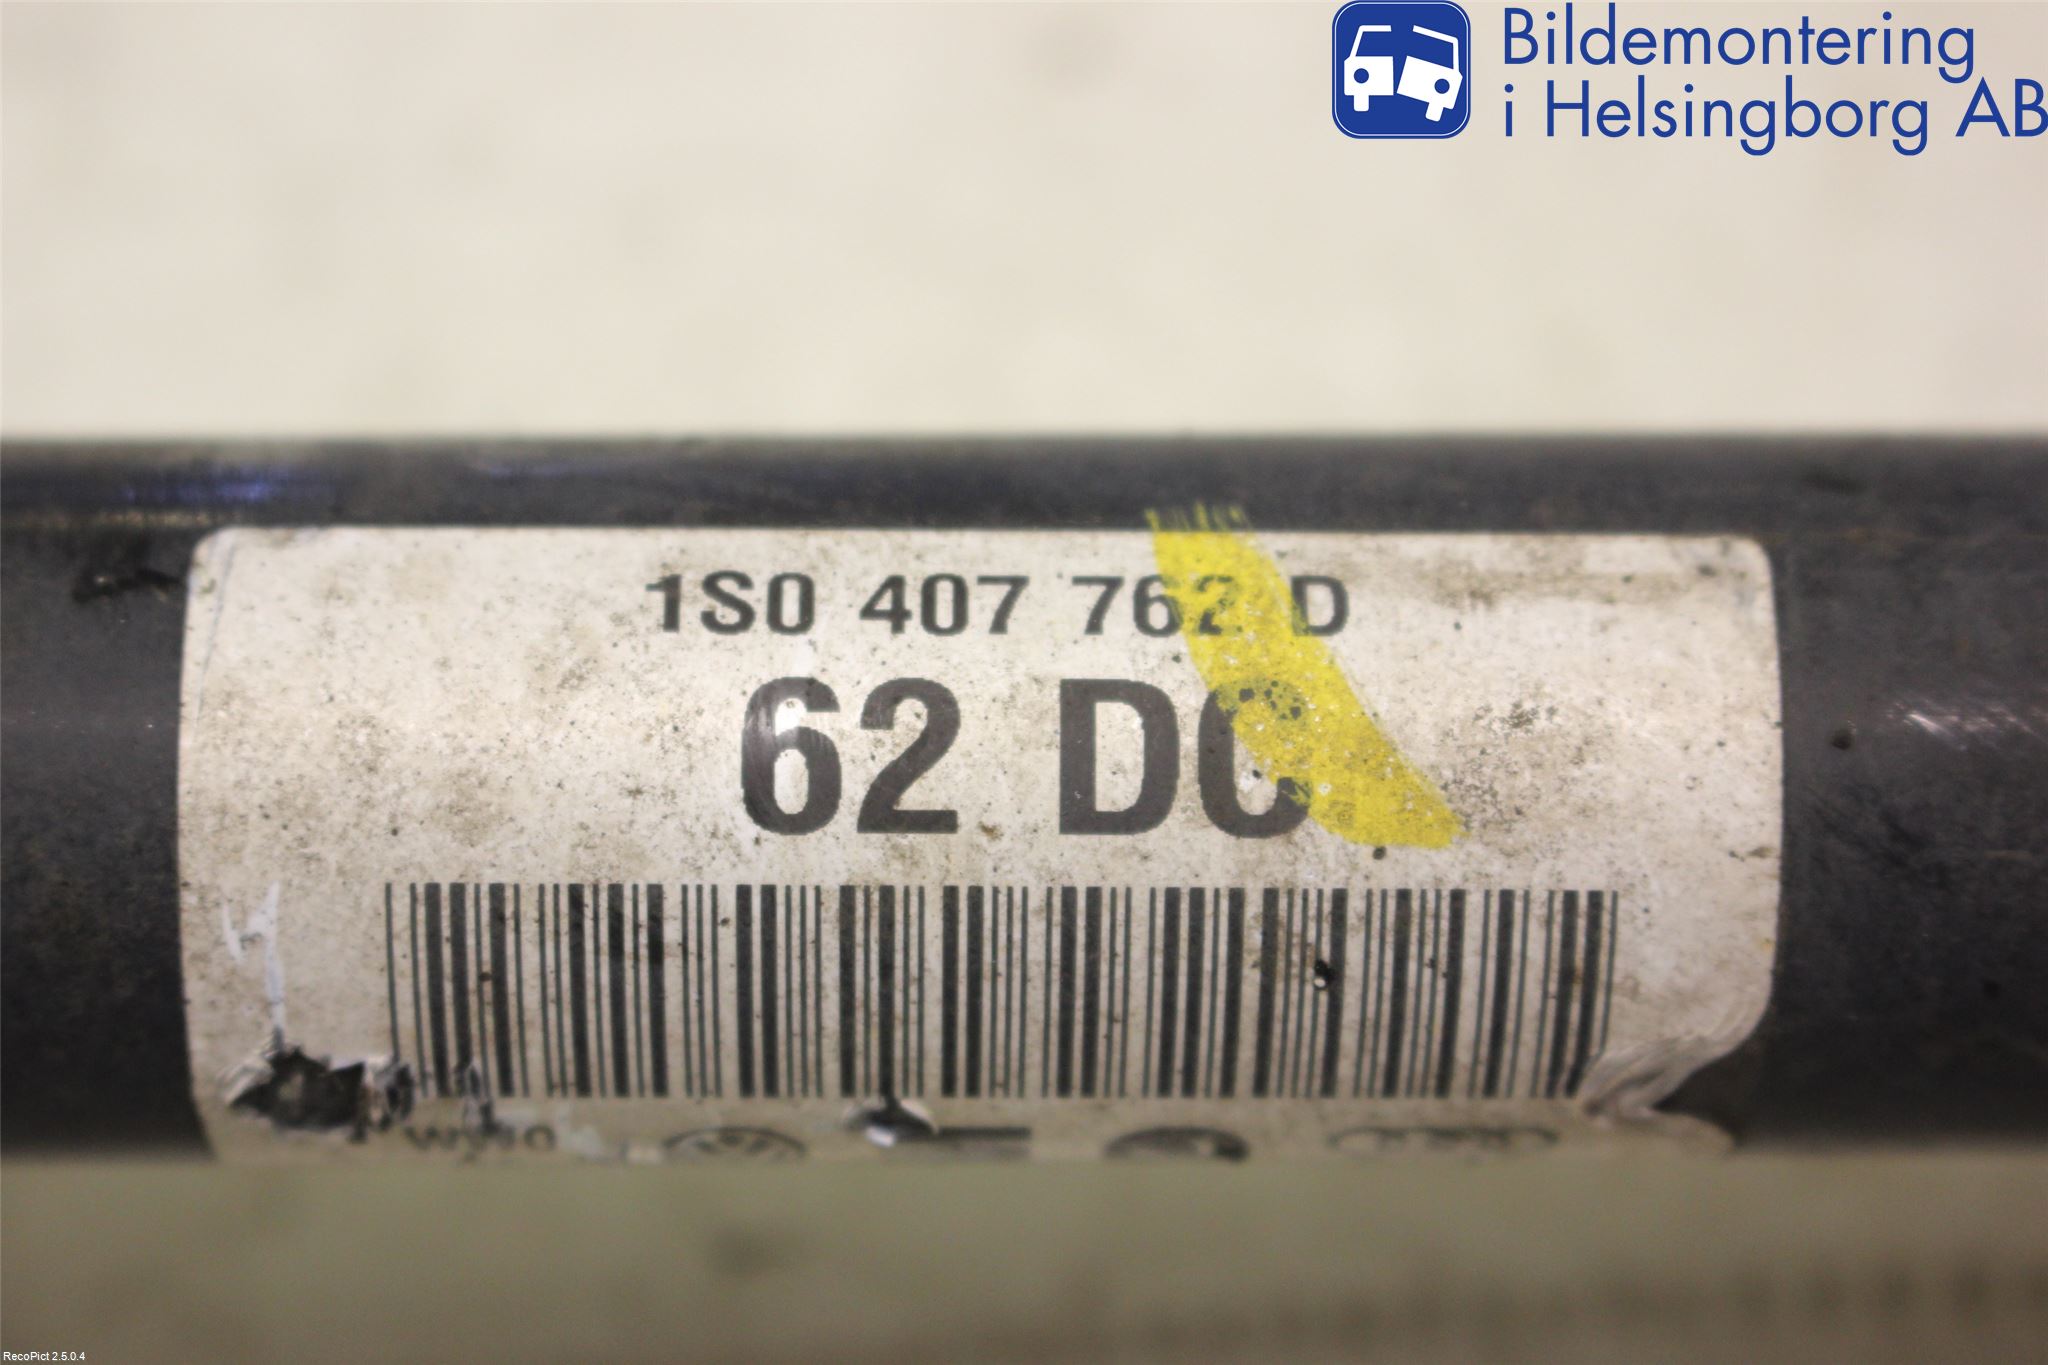 Bildemontering
i Helsingborg AB
1S0 407 762 D
62 DC
RecoPict 2.5.0.4